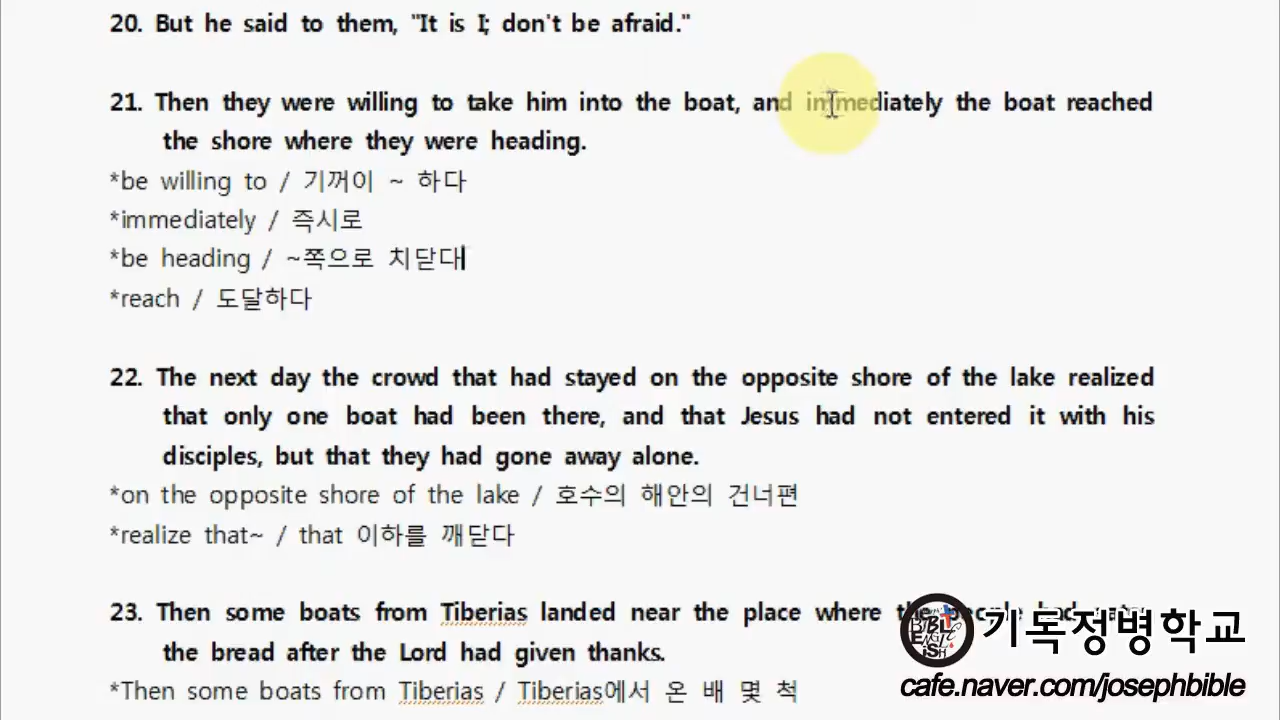 20. But he said to them, "It is I; don't be afraid."
21. Then they were willing to take him into the boat, and immediately the boat reached
the shore where they were heading.
*be willing to / 기꺼이 ~ 하다
*immediately / 즉시로
*be heading / ~쪽으로 치닫다
*reach / 도달하다
22. The next day the crowd that had stayed on the opposite shore of the lake realized
that only one boat had been there, and that Jesus had not entered it with his
disciples, but that they had gone away alone.
*on the opposite shore of the lake / 호수의 해안의 건너편
*realize that~ / that 이하를 깨닫다
23. Then some boats from Tiberias landed near the place where the people had
the bread after the Lord had given thanks.
*Then some boats from Tiberias / Tiberias에서 온 배 몇 척
BIBLE ENGLISH
기독정병학교
cafe.naver.com/josephbible